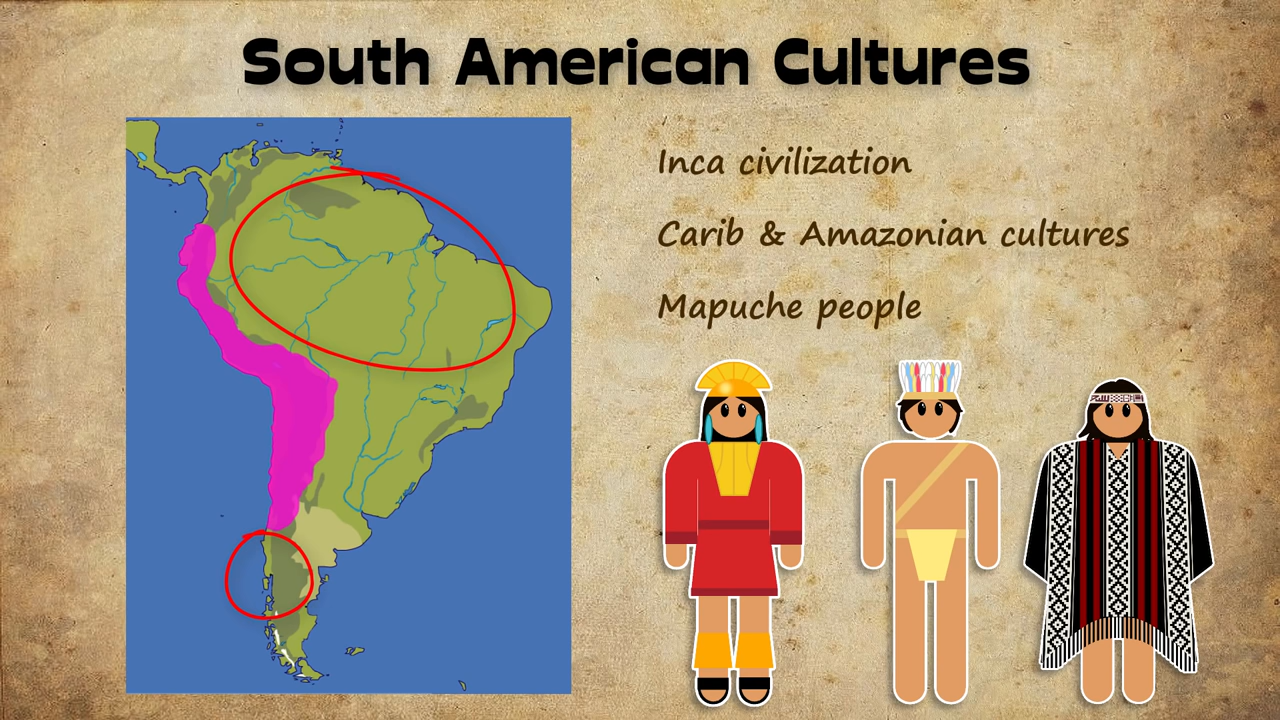 South American Cultures
Inca civilization
Carib & Amazonian cultures
Mapuche people